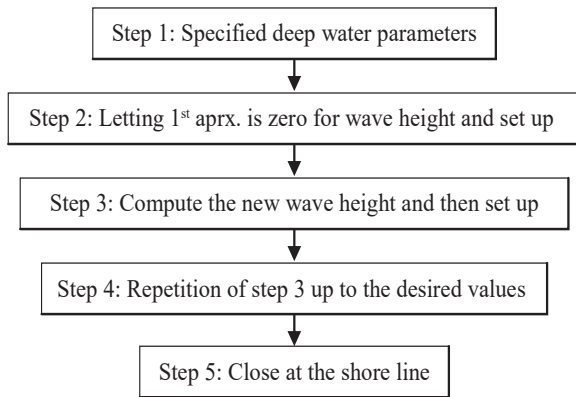 Step 1: Specified deep water parameters
Step 2: Letting 1st aprx. is zero for wave height and set up
Step 3: Compute the new wave height and then set up
Step 4: Repetition of step 3 up to the desired values
Step 5: Close at the shore line